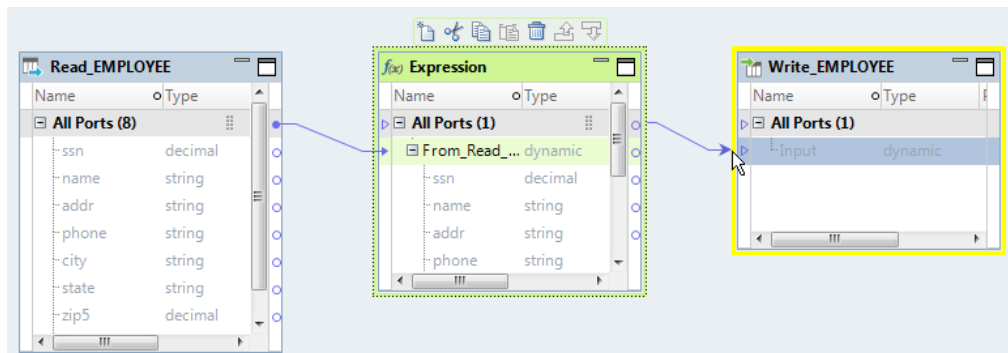 Read_EMPLOYEE
Name Type
All Ports (8)
ssn decimal
name string
addr string
phone string
city string
state string
zip5 decimal
f(x) Expression
Name Type
All Ports (1)
From_Read_... dynamic
ssn decimal
name string
addr string
phone string
Write_EMPLOYEE
Name Type
All Ports (1)
Input dynamic